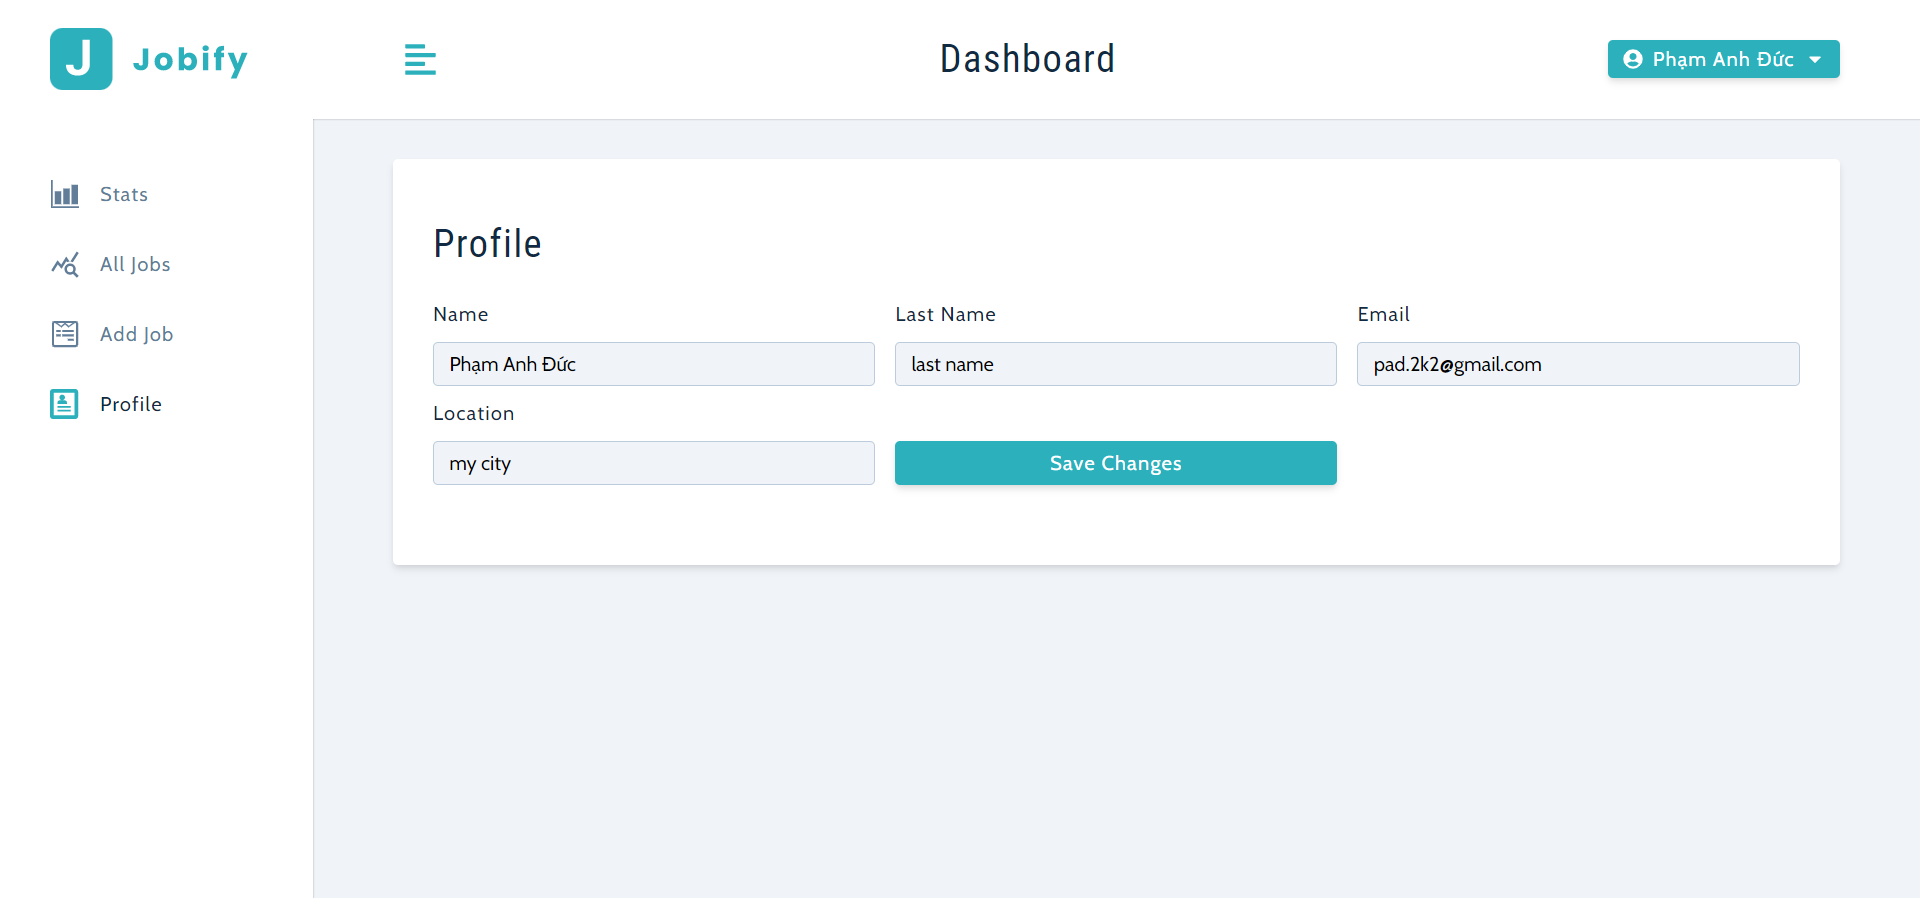 J Jobify
Dashboard
Phạm Anh Đức
Stats
All Jobs
Add Job
Profile
Profile
Name
Last Name
Email
Phạm Anh Đức
last name
pad.2k2@gmail.com
Location
my city
Save Changes